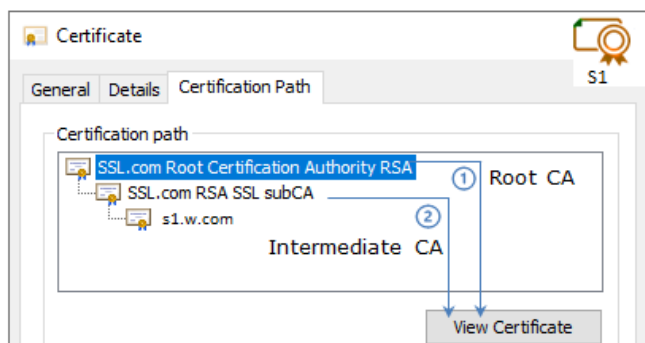 Certificate
S1
General Details Certification Path
Certification path
SSL.com Root Certification Authority RSA
1 Root CA
SSL.com RSA SSL subCA
2
s1.w.com
Intermediate CA
View Certificate